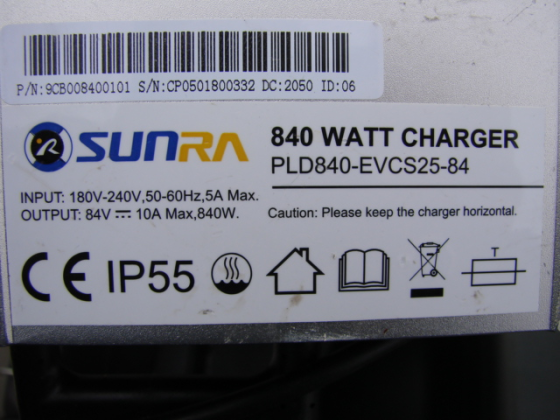 P/N:9CB008400101 S/N:CP0501800332 DC:2050 ID:06
SUNRA
840 WATT CHARGER
PLD840-EVCS25-84
INPUT: 180V-240V,50-60Hz,5A Max.
OUTPUT: 84V⎓10A Max,840W.
Caution: Please keep the charger horizontal.
CE IP55
T